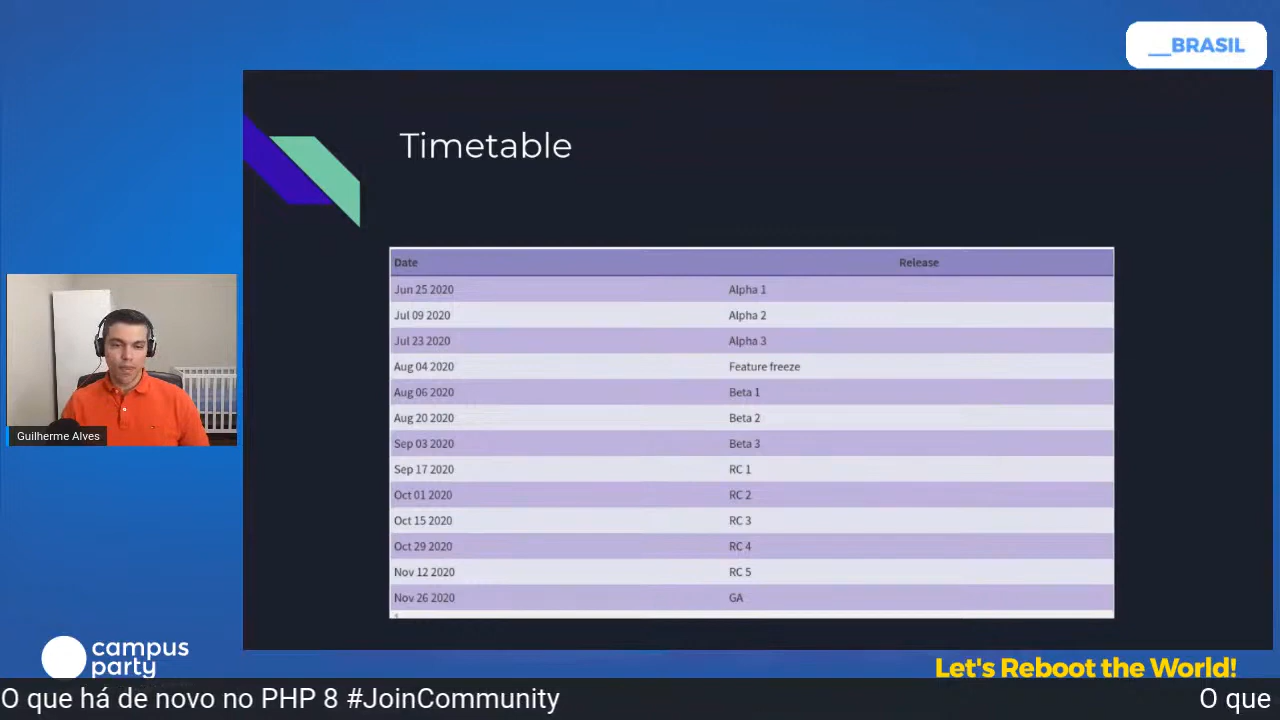 __BRASIL
Timetable
Date Release
Jun 25 2020 Alpha 1
Jul 09 2020 Alpha 2
Jul 23 2020 Alpha 3
Aug 04 2020 Feature freeze
Aug 06 2020 Beta 1
Aug 20 2020 Beta 2
Sep 03 2020 Beta 3
Sep 17 2020 RC 1
Oct 01 2020 RC 2
Oct 15 2020 RC 3
Oct 29 2020 RC 4
Nov 12 2020 RC 5
Nov 26 2020 GA
Guilherme Alves
campus
party
Let's Reboot the World!
O que há de novo no PHP 8 #JoinCommunity O que